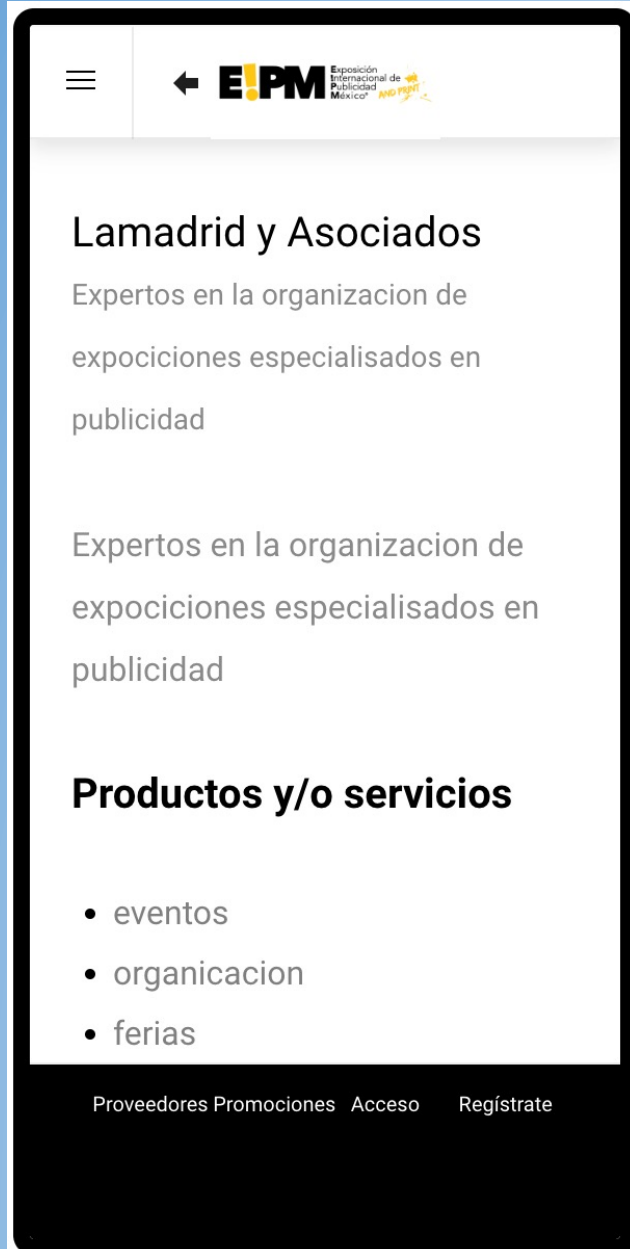 E!PM Exposición
Internacional de
Publicidad
México®
AND PRINT
Lamadrid y Asociados
Expertos en la organizacion de
expociciones especialisados en
publicidad
Expertos en la organizacion de
expociciones especialisados en
publicidad
Productos y/o servicios
eventos
organicacion
ferias
Proveedores Promociones Acceso Regístrate